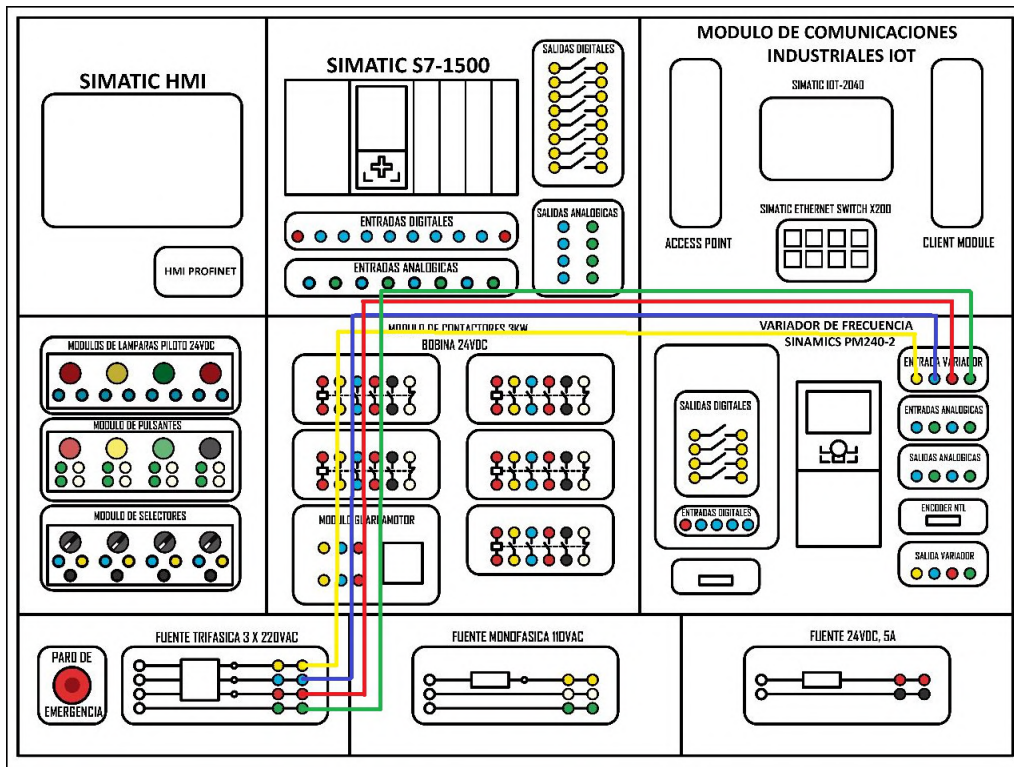 SIMATIC HMI
HMI PROFINET
SIMATIC S7-1500
SALIDAS DIGITALES
ENTRADAS DIGITALES
ENTRADAS ANALOGICAS
SALIDAS ANALOGICAS
MODULO DE COMUNICACIONES
INDUSTRIALES IOT
SIMATIC IOT-2040
SIMATIC ETHERNET SWITCH X200
ACCESS POINT
CLIENT MODULE
MODULOS DE LAMPARAS PILOTO 24VDC
MODULO DE PULSANTES
MODULO DE SELECTORES
MODULO DE CONTACTORES 3KW
BOBINA 24VDC
MODULO GUARDAMOTOR
VARIADOR DE FRECUENCIA
SINAMICS PM240-2
SALIDAS DIGITALES
ENTRADAS DIGITALES
ENTRADA VARIADOR
ENTRADAS ANALOGICAS
SALIDAS ANALOGICAS
ENCODER NTL
SALIDA VARIADOR
PARO DE
EMERGENCIA
FUENTE TRIFASICA 3 X 220VAC
FUENTE MONOFASICA 110VAC
FUENTE 24VDC, 5A